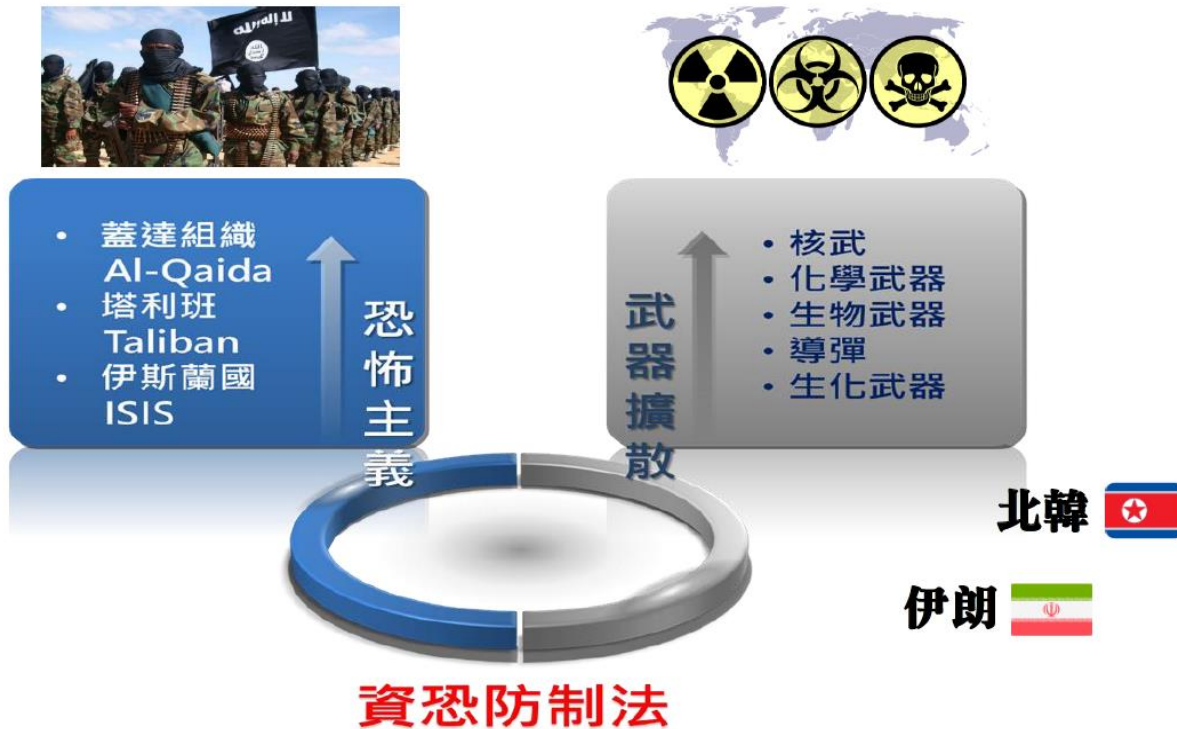 蓋達組織
Al-Qaida
塔利班
Taliban
伊斯蘭國
ISIS
恐怖主義
武器擴散
核武
化學武器
生物武器
導彈
生化武器
北韓
伊朗
資恐防制法